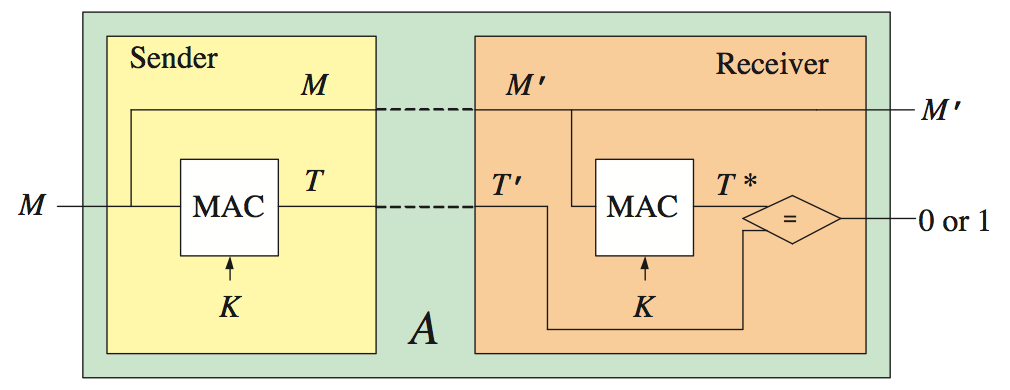 Sender
M
M
MAC
T
K
A
Receiver
M′
M′
T′
MAC
T *
K
=
0 or 1